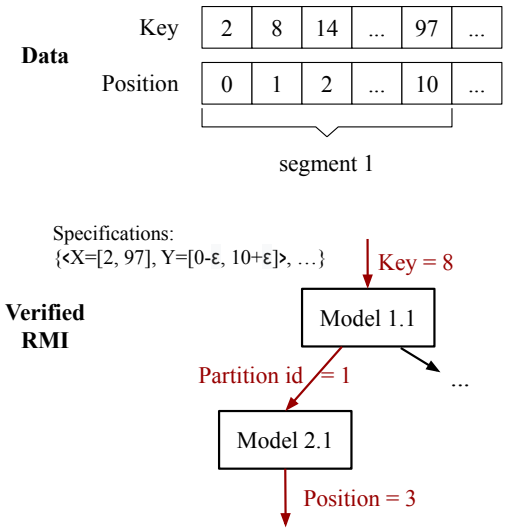 Key 2 8 14 ... 97 ...
Data
Position 0 1 2 ... 10 ...
segment 1
Specifications:
{<X=[2, 97], Y=[0-ε, 10+ε]>, …}
Key = 8
Verified
RMI
Model 1.1
Partition id = 1
...
Model 2.1
Position = 3